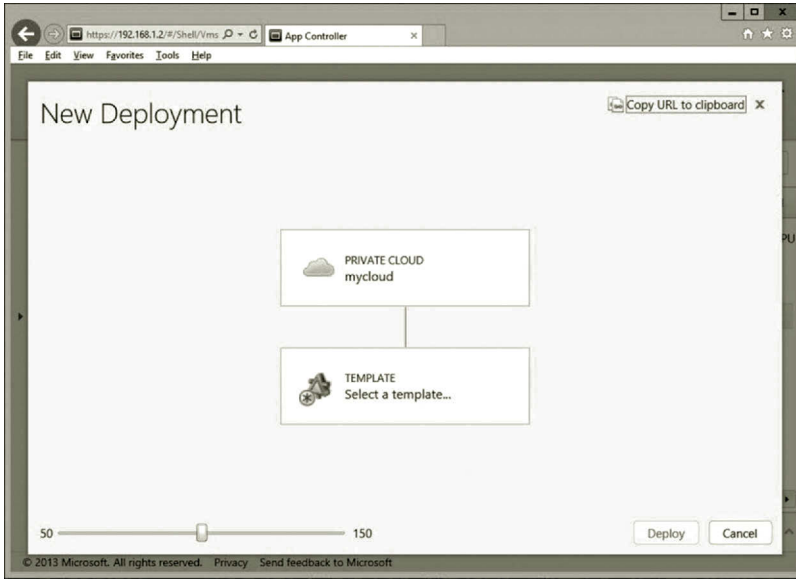 https://192.168.1.2/#/Shell/Vms
App Controller
File Edit View Favorites Tools Help
New Deployment
Copy URL to clipboard x
PRIVATE CLOUD
mycloud
TEMPLATE
Select a template...
PU
50 150
Deploy Cancel
© 2013 Microsoft. All rights reserved. Privacy Send feedback to Microsoft